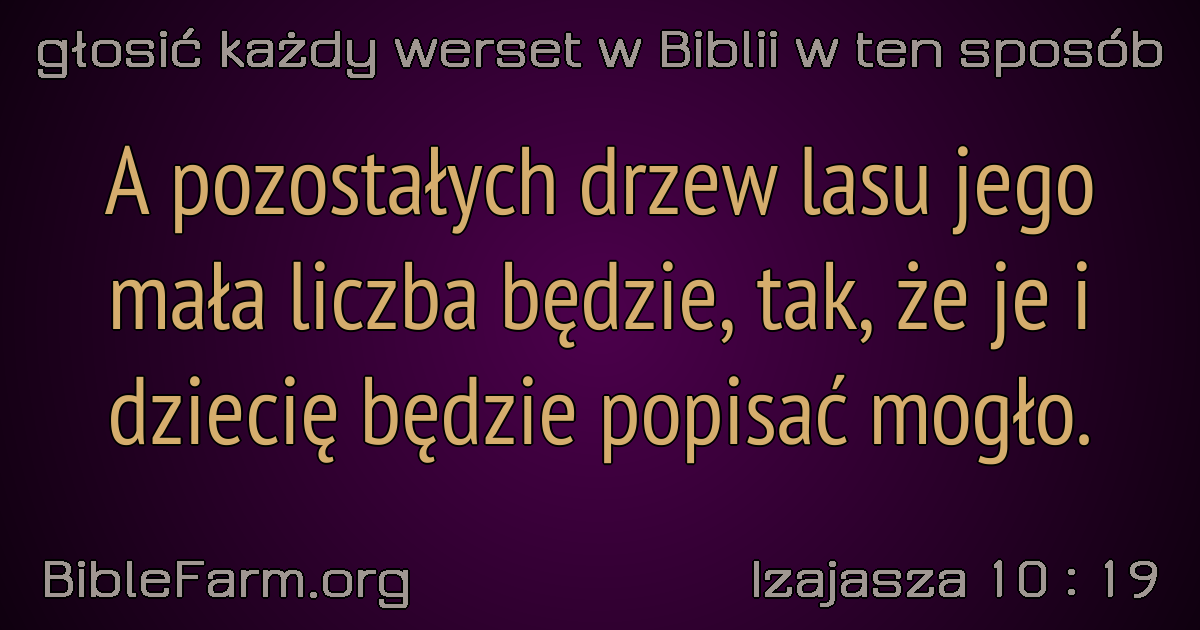 głosić każdy werset w Biblii w ten sposób
A pozostałych drzew lasu jego
mała liczba będzie, tak, że je i
dziecię będzie popisać mogło.
BibleFarm.org
Izajasza 10 : 19